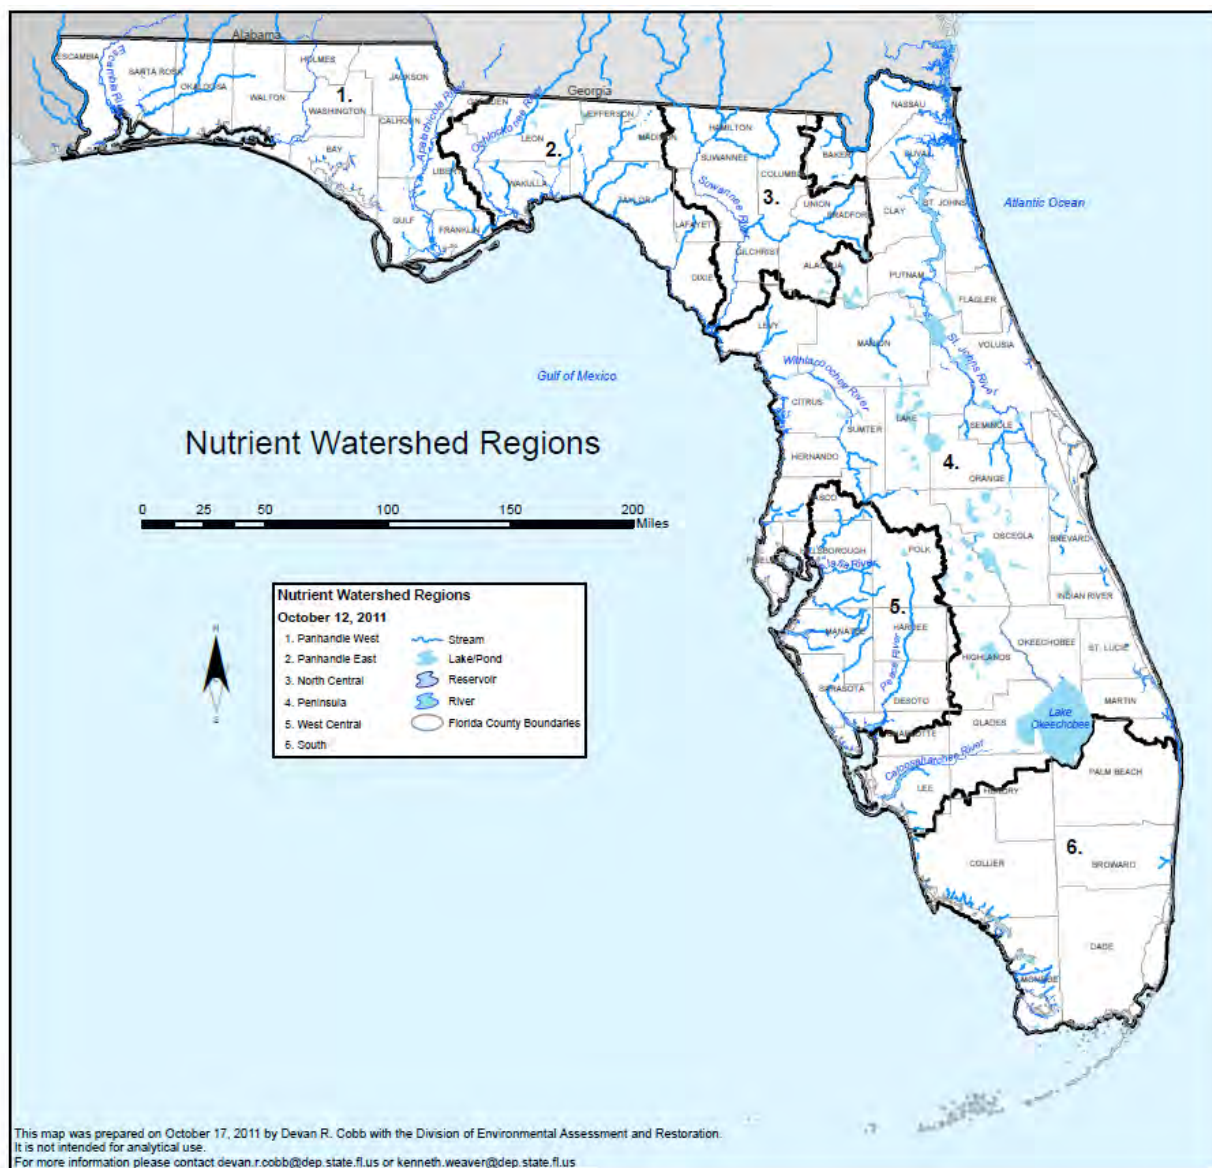 Alabama
Georgia
ESCAMBIA
SANTA ROSA
OKALOOSA
WALTON
HOLMES
WASHINGTON
JACKSON
CALHOUN
BAY
GULF
FRANKLIN
Apalachicola River
Ochlockonee River
LEON
JEFFERSON
MADISON
WAKULLA
TAYLOR
HAMILTON
SUWANNEE
Suwannee River
LAFAYETTE
DIXIE
COLUMBIA
BAKER
UNION
BRADFORD
GILCHRIST
ALACHUA
NASSAU
DUVAL
CLAY
ST. JOHNS
PUTNAM
FLAGLER
VOLUSIA
LEVY
MARION
St. Johns River
Withlacoochee River
CITRUS
SUMTER
LAKE
SEMINOLE
HERNANDO
ORANGE
PASCO
OSCEOLA
BREVARD
HILLSBOROUGH
POLK
INDIAN RIVER
MANATEE
HARDEE
Peace River
HIGHLANDS
OKEECHOBEE
ST. LUCIE
SARASOTA
DESOTO
MARTIN
CHARLOTTE
GLADES
Lake
Okeechobee
Caloosahatchee River
LEE
HENDRY
PALM BEACH
COLLIER
BROWARD
DADE
MONROE
1.
2.
3.
4.
5.
6.
Atlantic Ocean
Gulf of Mexico
Nutrient Watershed Regions
0 25 50 100 150 200
Miles
N
S
Nutrient Watershed Regions
October 12, 2011
1. Panhandle West
2. Panhandle East
3. North Central
4. Peninsula
5. West Central
6. South
Stream
Lake/Pond
Reservoir
River
Florida County Boundaries
This map was prepared on October 17, 2011 by Devan R. Cobb with the Division of Environmental Assessment and Restoration.
It is not intended for analytical use.
For more information please contact devan.r.cobb@dep.state.fl.us or kenneth.weaver@dep.state.fl.us